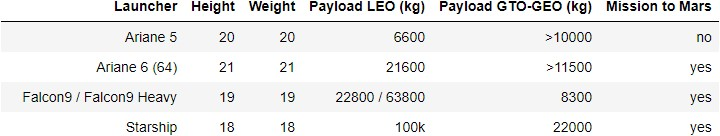 Launcher Height Weight Payload LEO (kg) Payload GTO-GEO (kg) Mission to Mars
Ariane 5 20 20 6600 >10000 no
Ariane 6 (64) 21 21 21600 >11500 yes
Falcon9 / Falcon9 Heavy 19 19 22800 / 63800 8300 yes
Starship 18 18 100k 22000 yes